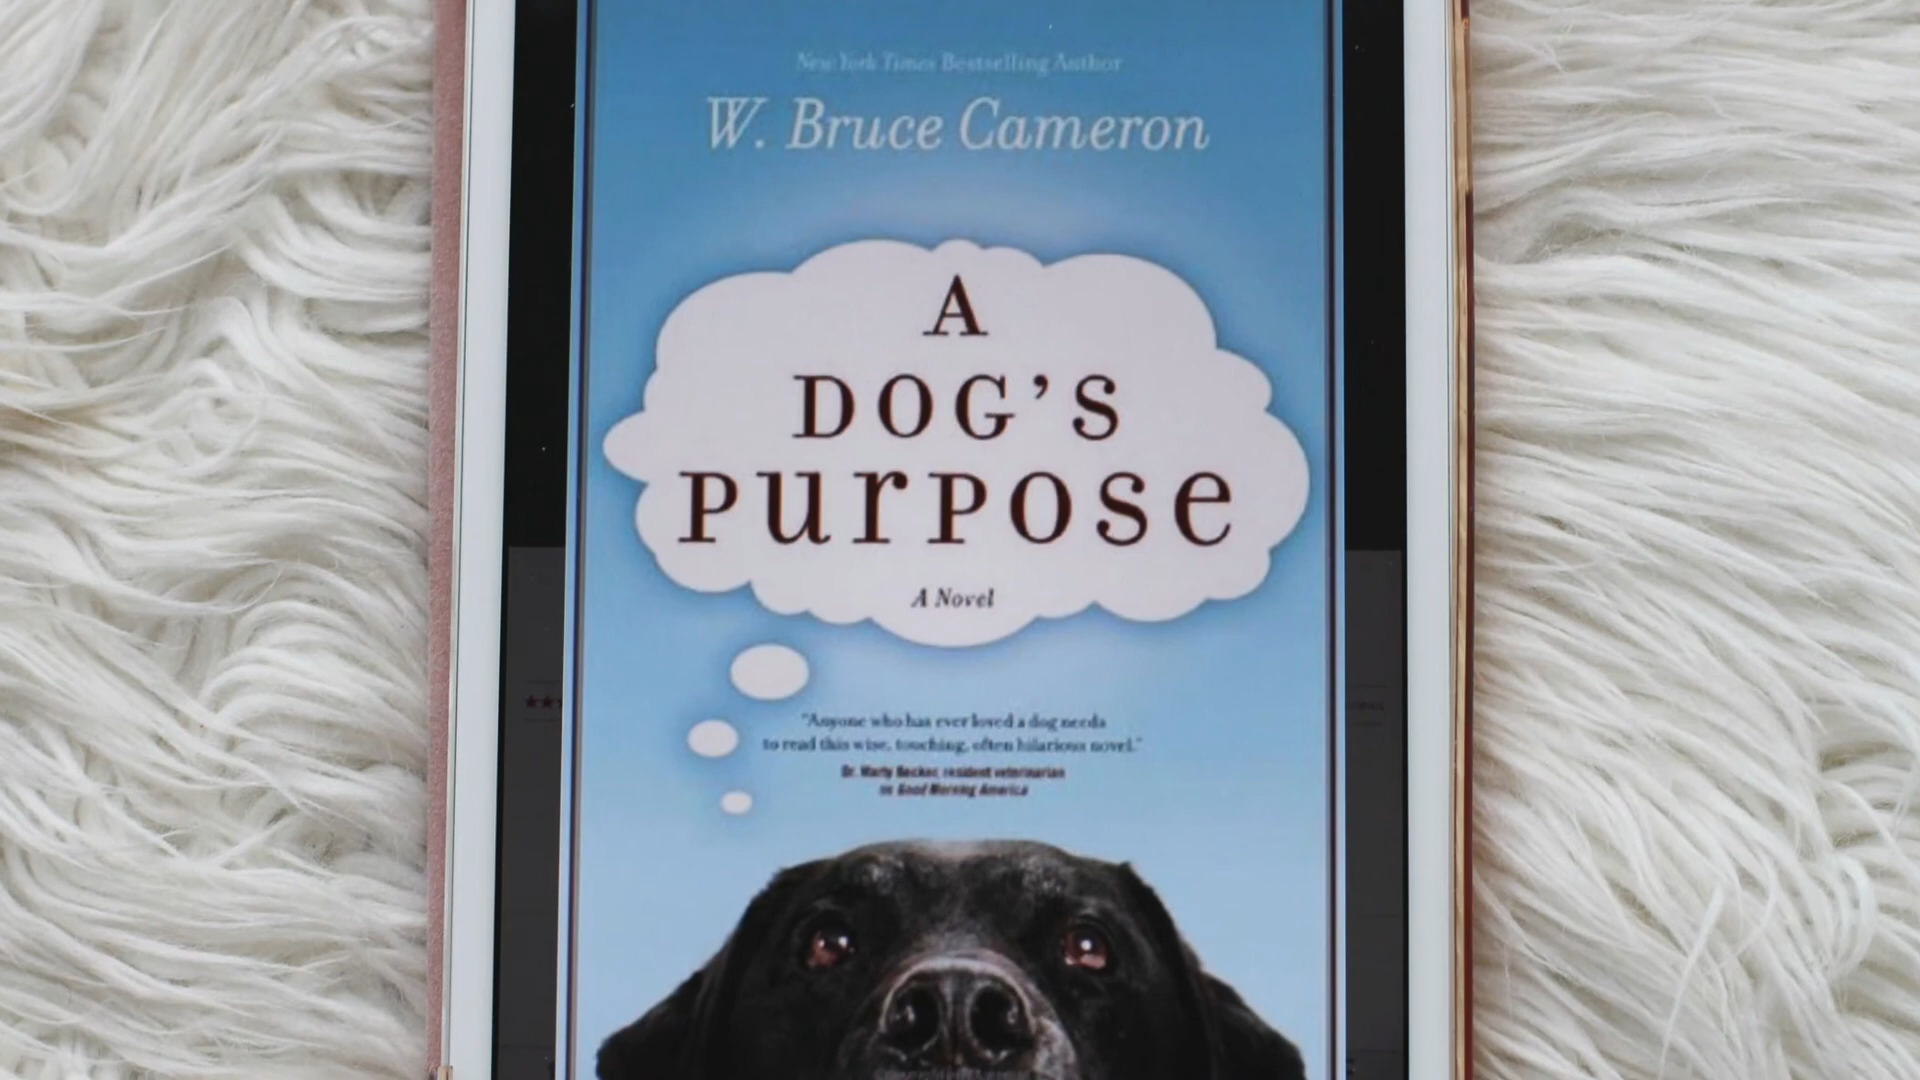 New York Times Bestselling Author
W. Bruce Cameron
A
DOG'S
PURPOSE
A Novel
"Anyone who has ever loved a dog needs
to read this wise, touching, often hilarious novel."
Dr. Marty Becker, resident veterinarian
on Good Morning America